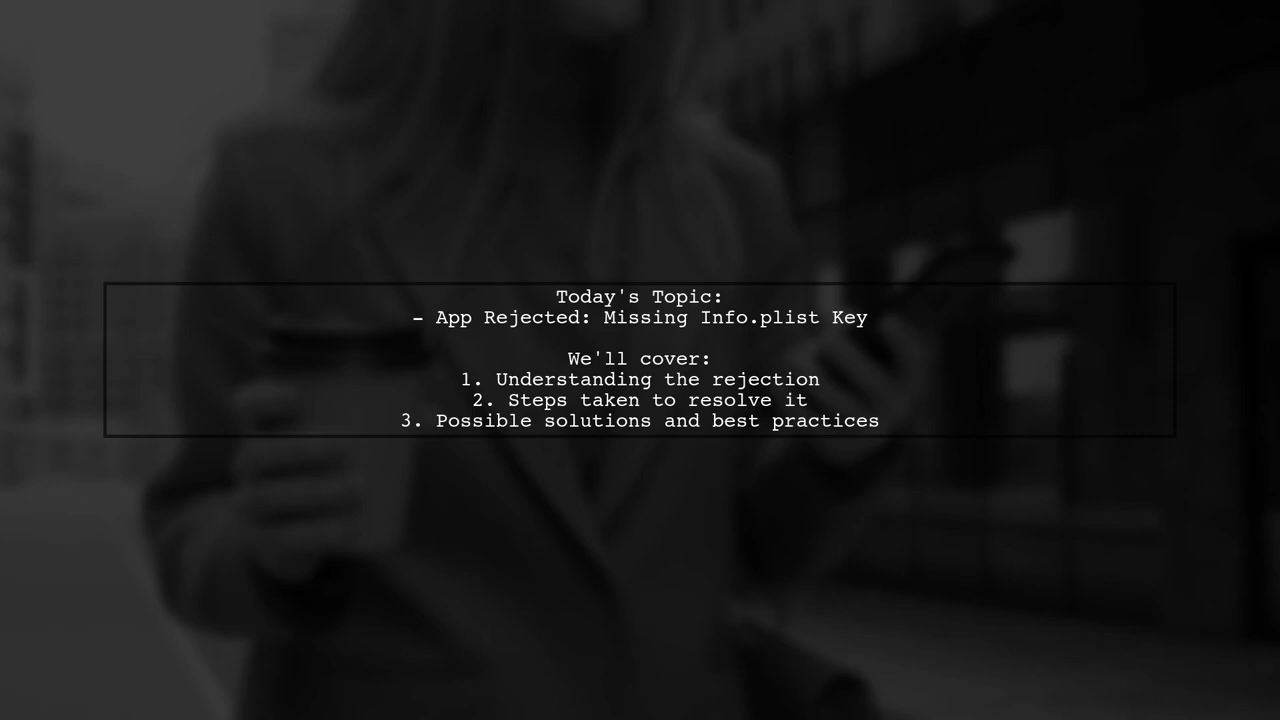 Today's Topic:
- App Rejected: Missing Info.plist Key
We'll cover:
1. Understanding the rejection
2. Steps taken to resolve it
3. Possible solutions and best practices